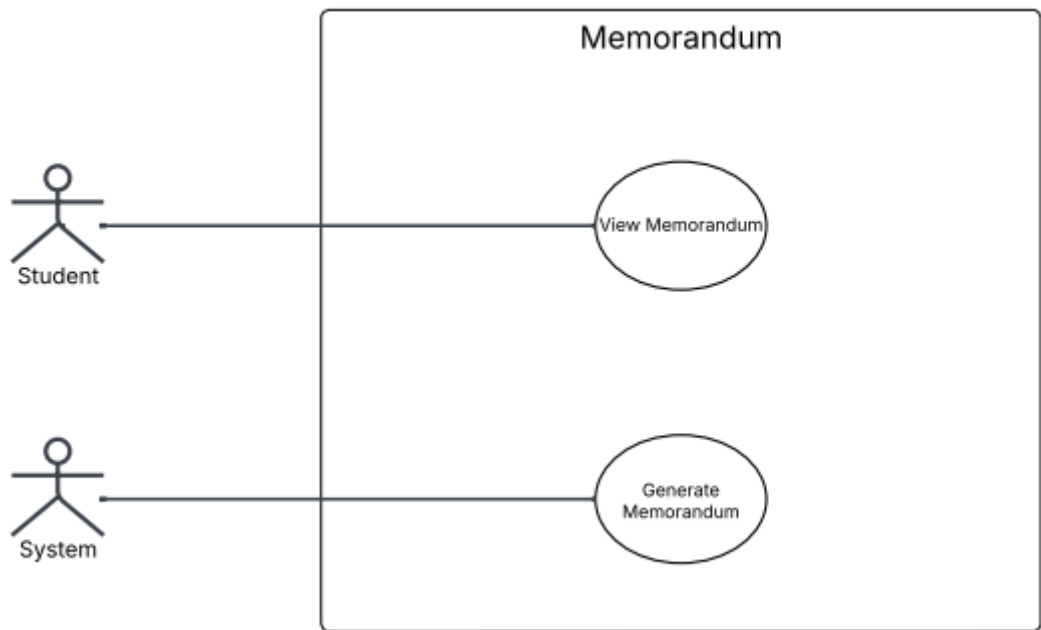 Memorandum
View Memorandum
Student
Generate
Memorandum
System